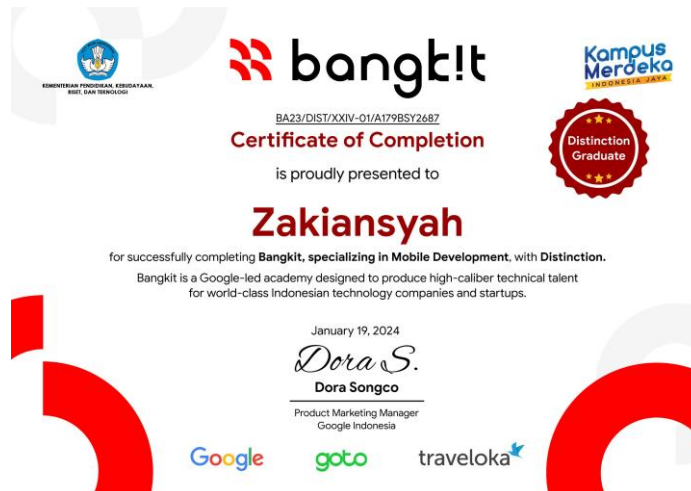 KEMENTERIAN PENDIDIKAN, KEBUDAYAAN,
RISET, DAN TEKNOLOGI
bangk!t
Kampus
Merdeka
INDONESIA JAYA
BA23/DIST/XXIV-01/A179BSY2687
Certificate of Completion
is proudly presented to
Distinction
Graduate
Zakiansyah
for successfully completing Bangkit, specializing in Mobile Development, with Distinction.
Bangkit is a Google-led academy designed to produce high-caliber technical talent
for world-class Indonesian technology companies and startups.
January 19, 2024
Dora S.
Dora Songco
Product Marketing Manager
Google Indonesia
Google
goto
traveloka